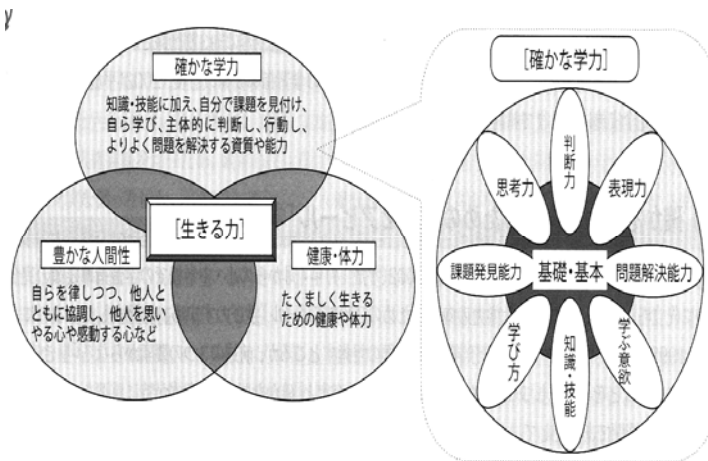 確かな学力
知識・技能に加え、自分で課題を見付け、
自ら学び、主体的に判断し、行動し、
よりよく問題を解決する資質や能力
[生きる力]
豊かな人間性
自らを律しつつ、他人と
ともに協調し、他人を思い
やる心や感動する心など
健康・体力
たくましく生きる
ための健康や体力
[確かな学力]
判断力
思考力
表現力
課題発見能力
基礎・基本
問題解決能力
学び方
知識・技能
学ぶ意欲